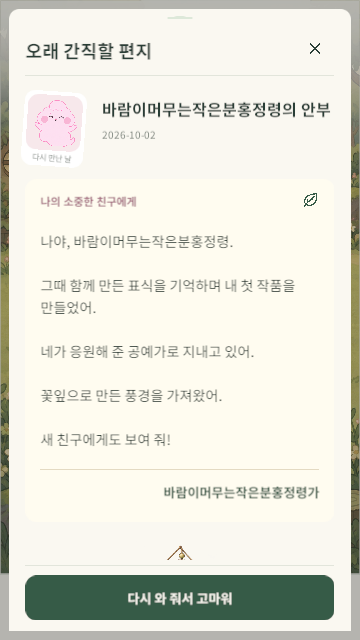 오래 간직할 편지
바람이머무는작은분홍정령의 안부
2026-10-02
다시 만난 날
나의 소중한 친구에게
나야, 바람이머무는작은분홍정령.
그때 함께 만든 표식을 기억하며 내 첫 작품을
만들었어.
네가 응원해 준 공예가로 지내고 있어.
꽃잎으로 만든 풍경을 가져왔어.
새 친구에게도 보여 줘!
바람이머무는작은분홍정령가
다시 와 줘서 고마워